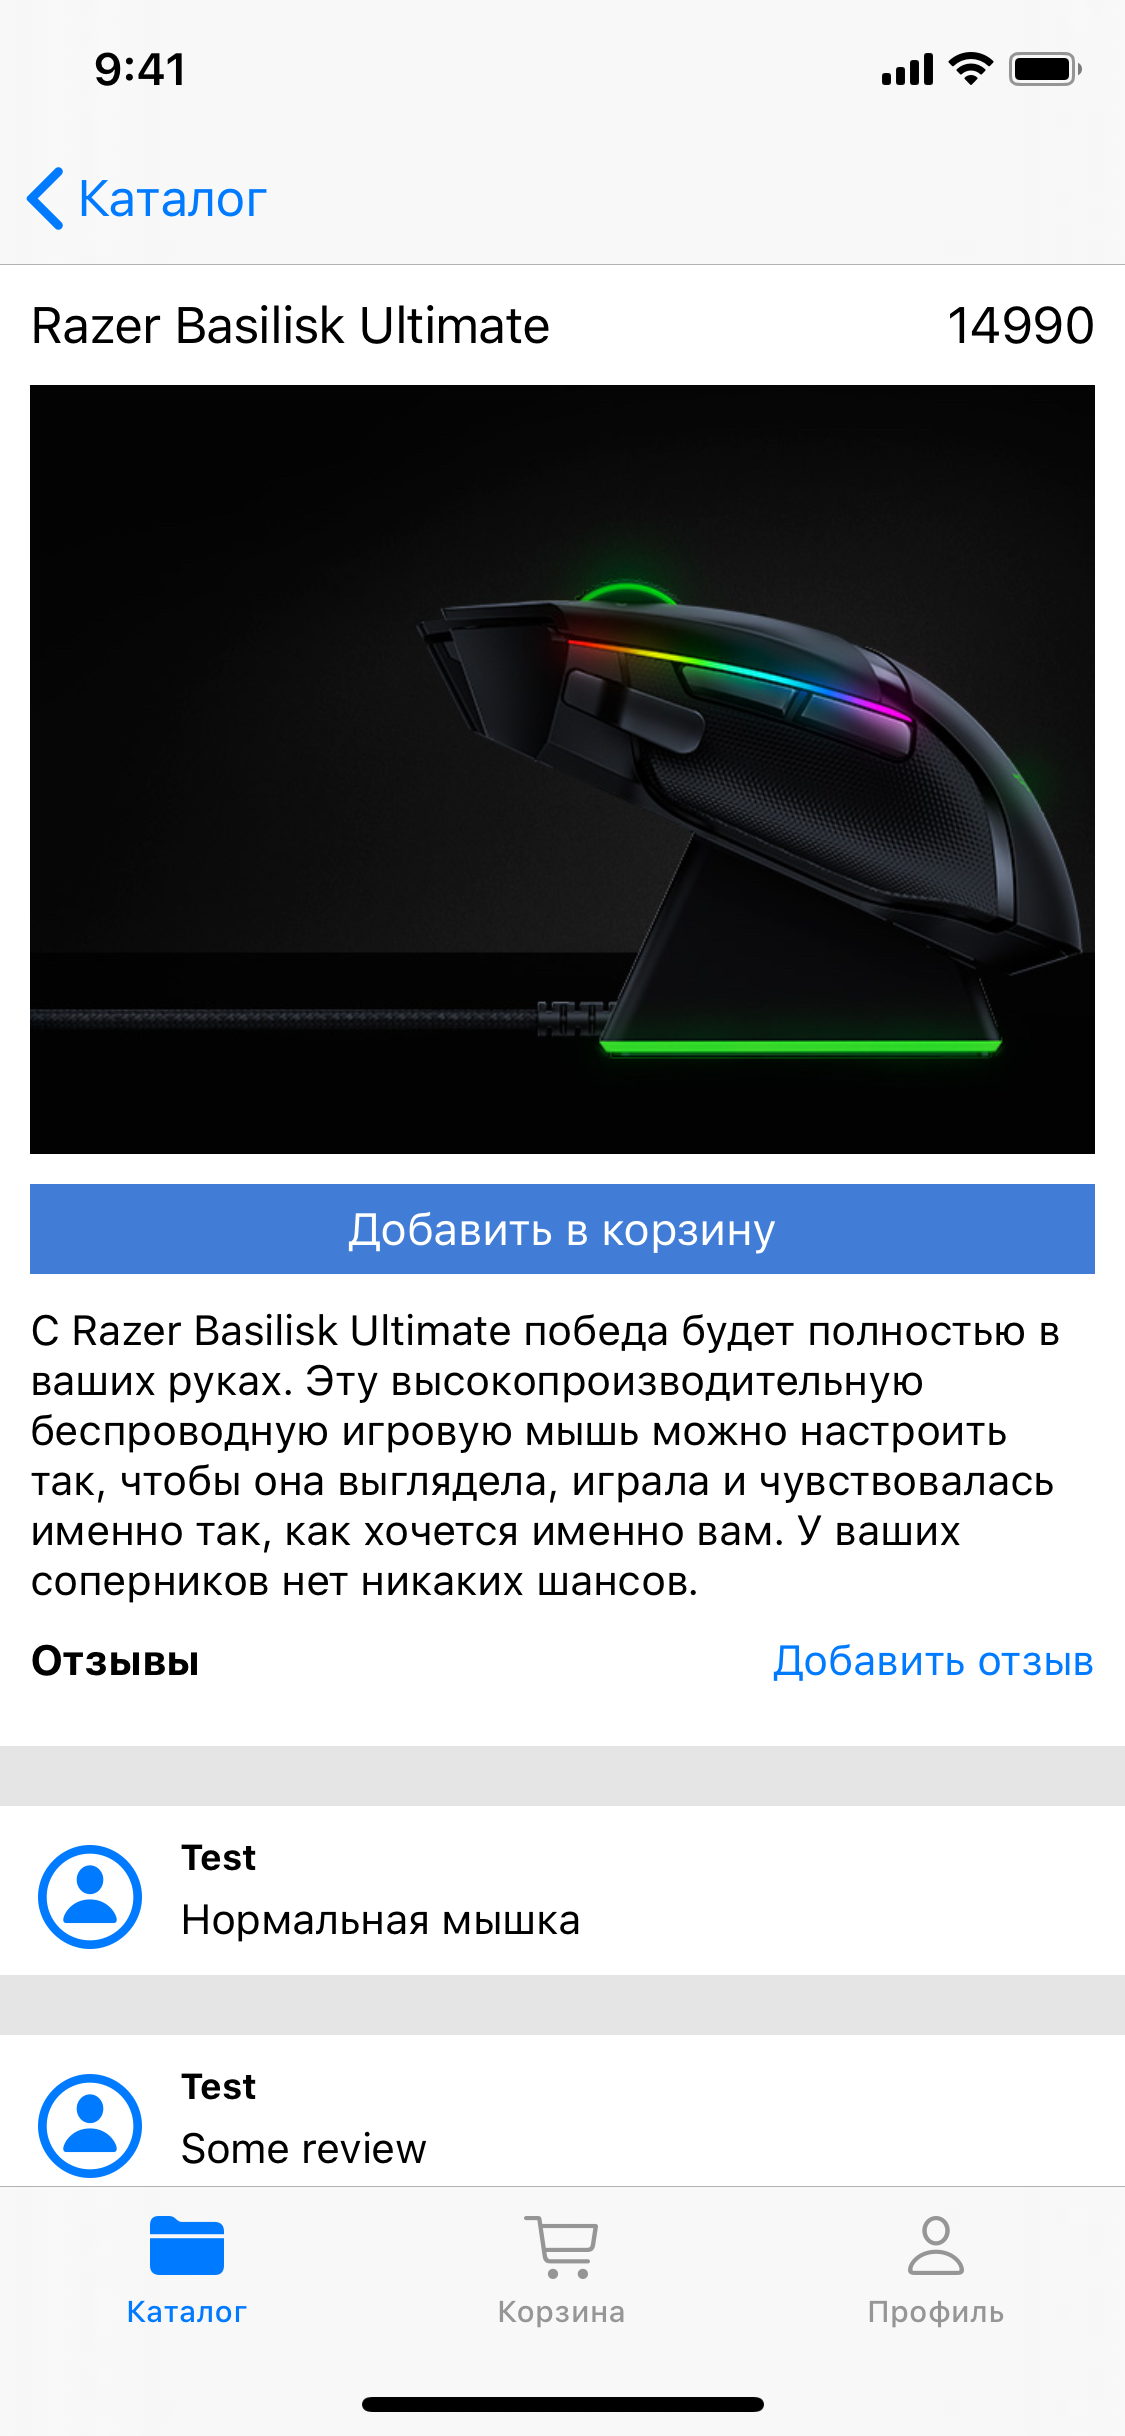 9:41
Каталог
Razer Basilisk Ultimate 14990
Добавить в корзину
С Razer Basilisk Ultimate победа будет полностью в
ваших руках. Эту высокопроизводительную
беспроводную игровую мышь можно настроить
так, чтобы она выглядела, играла и чувствовалась
именно так, как хочется именно вам. У ваших
соперников нет никаких шансов.
Отзывы Добавить отзыв
Test
Нормальная мышка
Test
Some review
Каталог Корзина Профиль